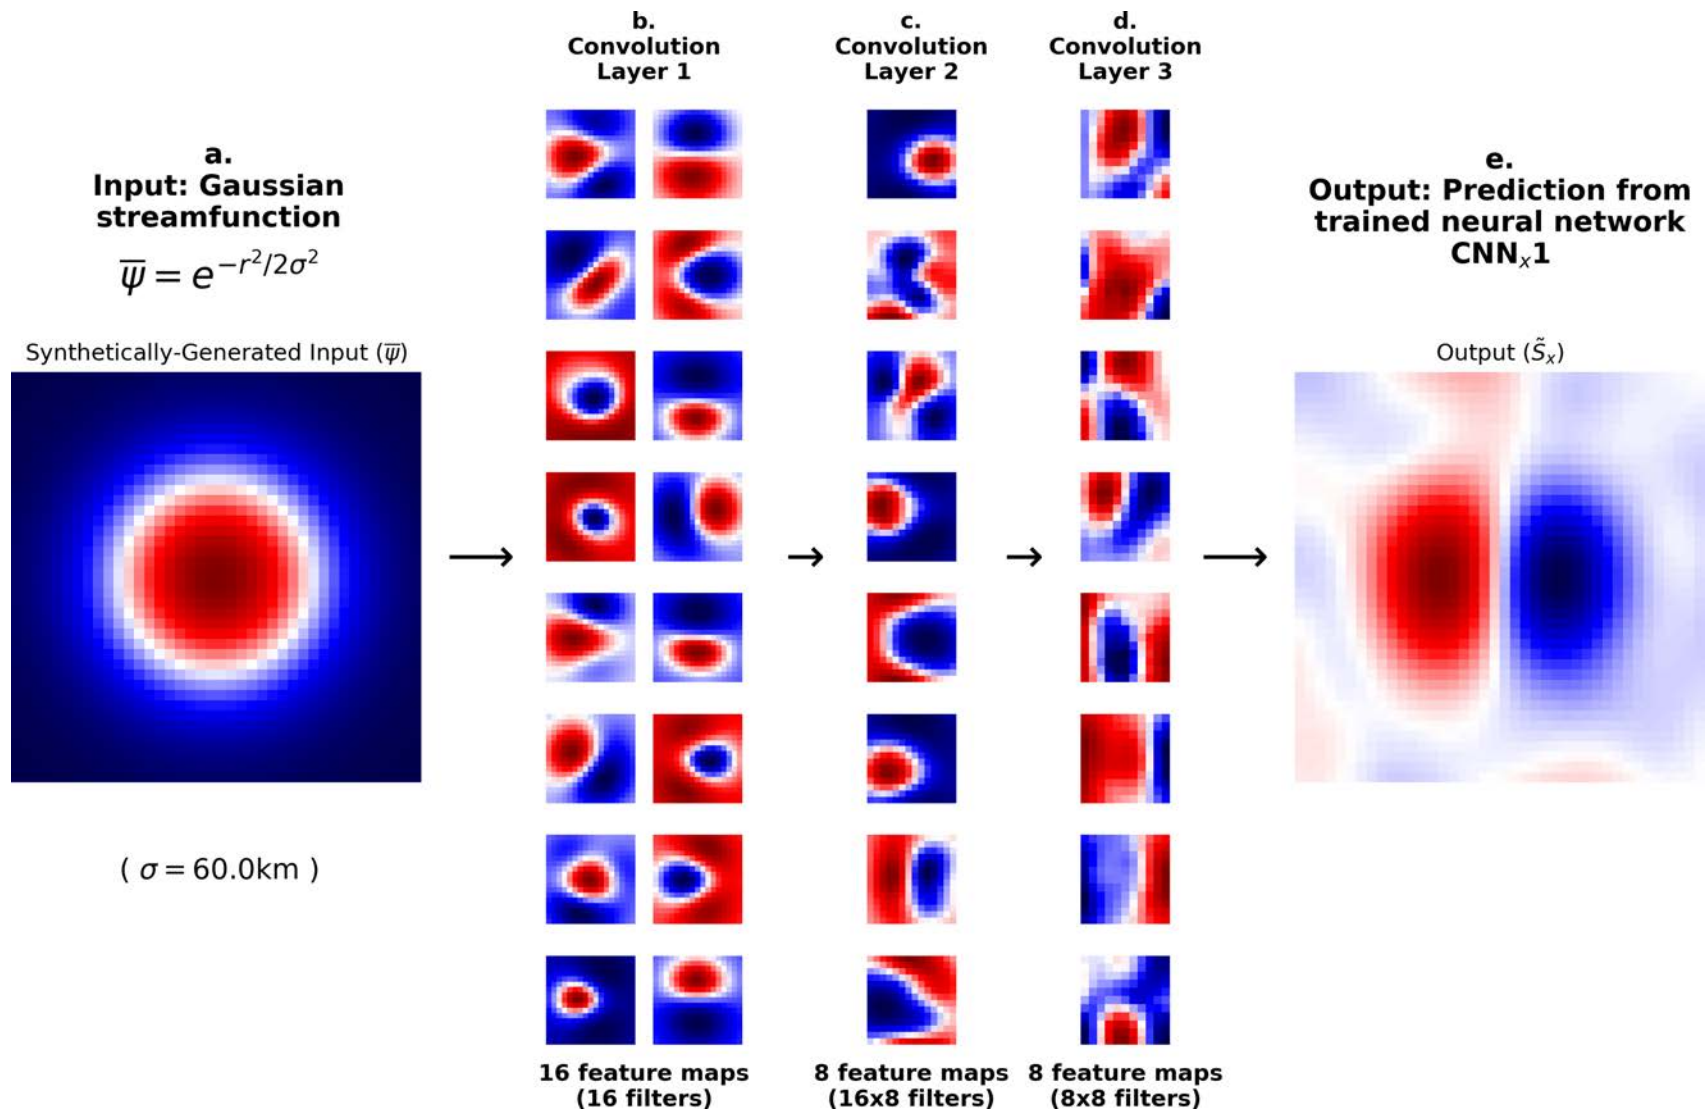 a.
Input: Gaussian
streamfunction
ψ̅ = e^{−r²/2σ²}
Synthetically-Generated Input (ψ̅)
( σ = 60.0km )
b.
Convolution
Layer 1
16 feature maps
(16 filters)
c.
Convolution
Layer 2
8 feature maps
(16x8 filters)
d.
Convolution
Layer 3
8 feature maps
(8x8 filters)
e.
Output: Prediction from
trained neural network
CNNₓ1
Output (S̃ₓ)